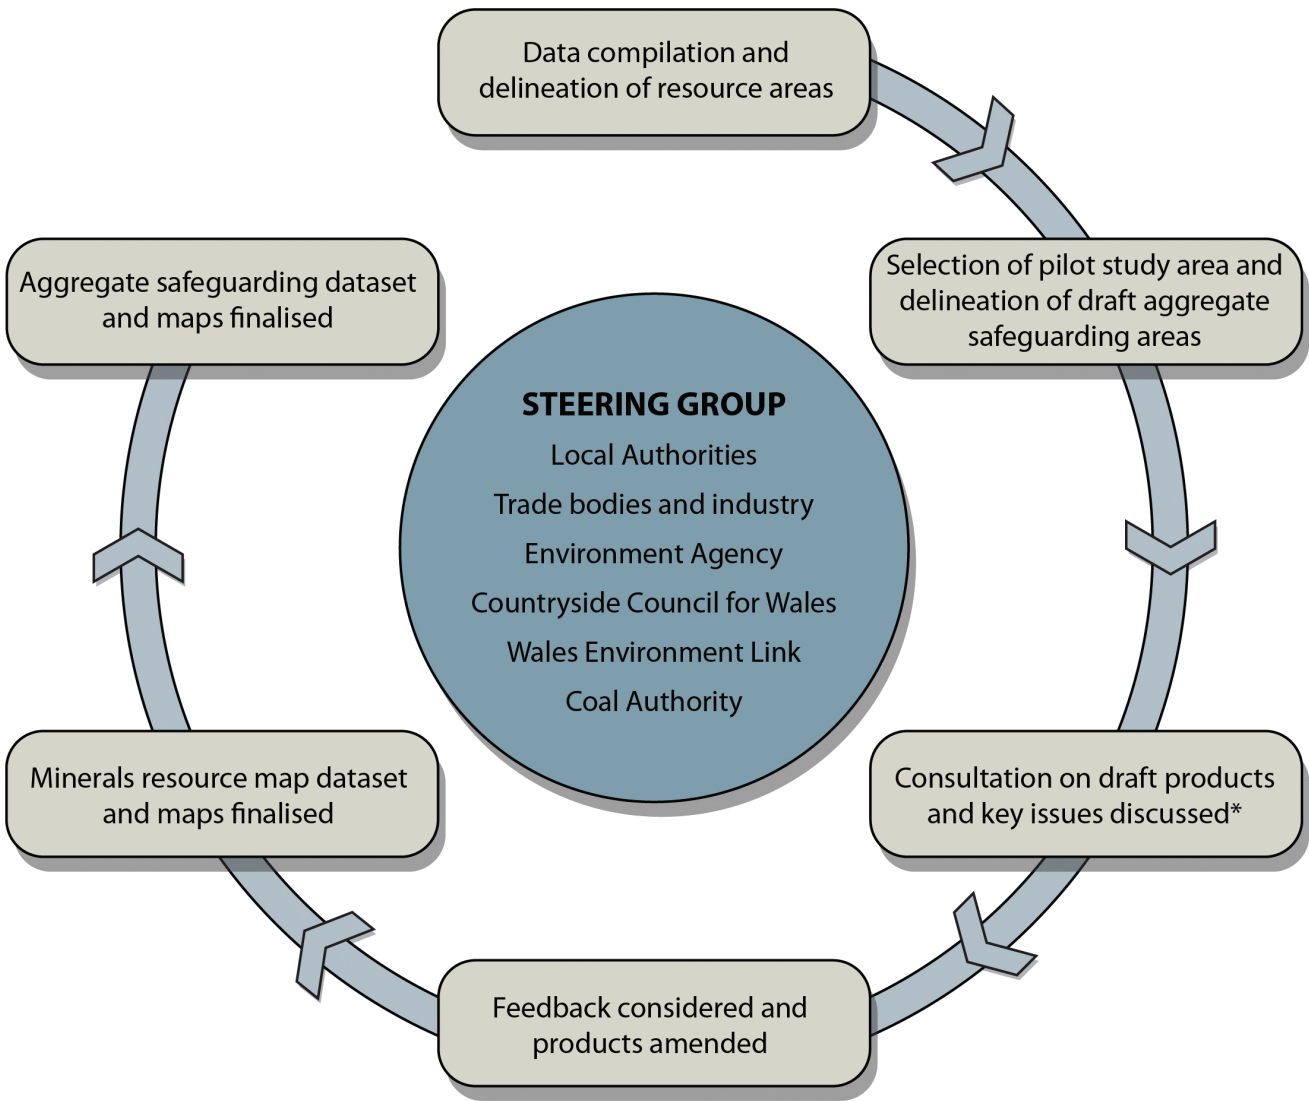 Data compilation and
delineation of resource areas
Selection of pilot study area and
delineation of draft aggregate
safeguarding areas
Consultation on draft products
and key issues discussed*
Feedback considered and
products amended
Minerals resource map dataset
and maps finalised
Aggregate safeguarding dataset
and maps finalised
STEERING GROUP
Local Authorities
Trade bodies and industry
Environment Agency
Countryside Council for Wales
Wales Environment Link
Coal Authority